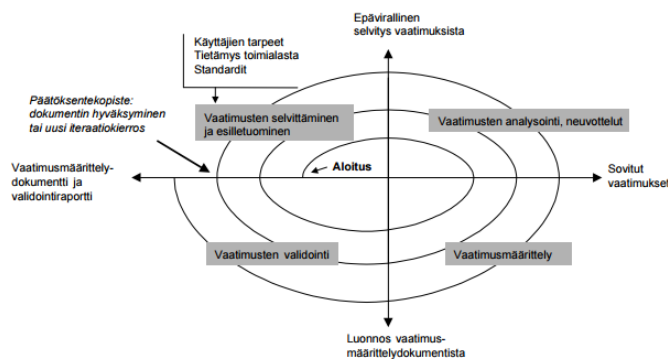 Epävirallinen
selvitys vaatimuksista
Käyttäjien tarpeet
Tietämys toimialasta
Standardit
Päätöksentekopiste:
dokumentin hyväksyminen
tai uusi iteraatiokierros
Vaatimusten selvittäminen
ja esilletuominen
Vaatimusten analysointi, neuvottelut
Aloitus
Vaatimusmäärittely-
dokumentti ja
validointiraportti
Sovitut
vaatimukset
Vaatimusten validointi
Vaatimusmäärittely
Luonnos vaatimus-
määrittelydokumentista